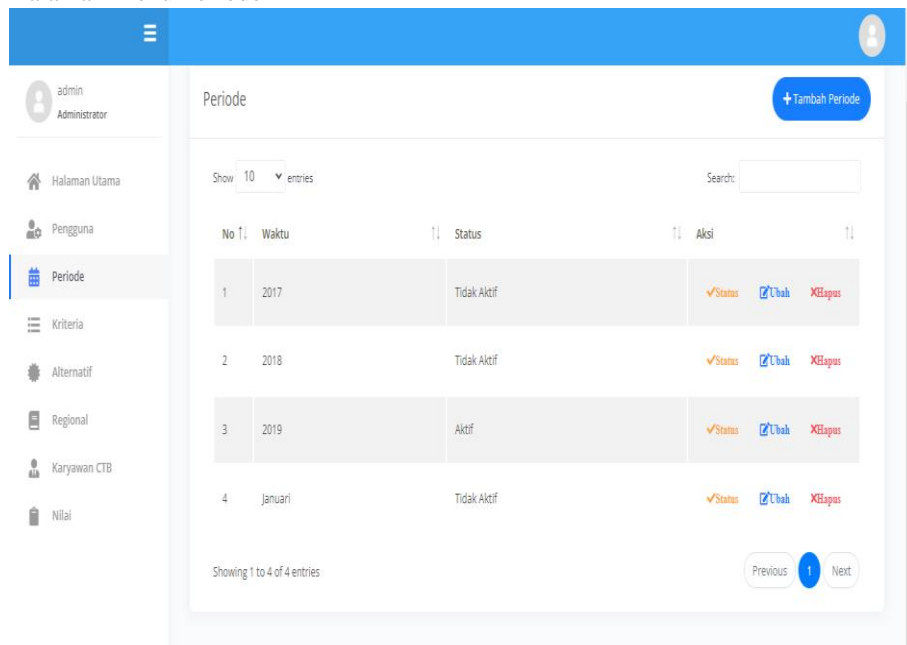 admin
Administrator
Halaman Utama
Pengguna
Periode
Kriteria
Alternatif
Regional
Karyawan CTB
Nilai
Periode
+Tambah Periode
Show 10 entries
Search:
No Waktu Status Aksi
1 2017 Tidak Aktif Status Ubah Hapus
2 2018 Tidak Aktif Status Ubah Hapus
3 2019 Aktif Status Ubah Hapus
4 Januari Tidak Aktif Status Ubah Hapus
Showing 1 to 4 of 4 entries
Previous 1 Next